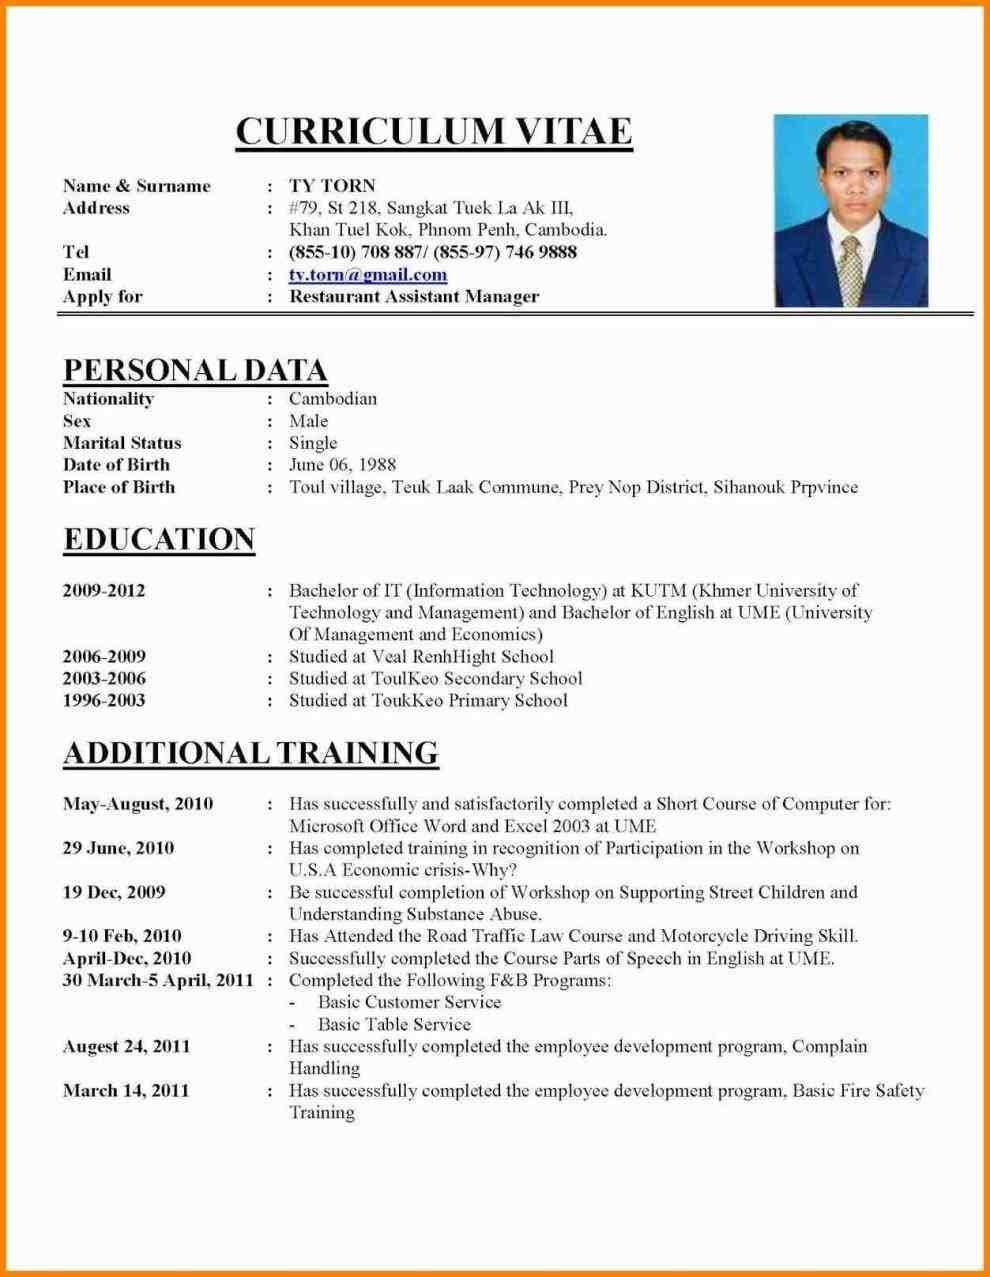 CURRICULUM VITAE
Name & Surname : TY TORN
Address : #79, St 218, Sangkat Tuek La Ak III,
Khan Tuel Kok, Phnom Penh, Cambodia.
Tel : (855-10) 708 887/ (855-97) 746 9888
Email : ty.torn@gmail.com
Apply for : Restaurant Assistant Manager
PERSONAL DATA
Nationality : Cambodian
Sex : Male
Marital Status : Single
Date of Birth : June 06, 1988
Place of Birth : Toul village, Teuk Laak Commune, Prey Nop District, Sihanouk Prpvince
EDUCATION
2009-2012 : Bachelor of IT (Information Technology) at KUTM (Khmer University of
Technology and Management) and Bachelor of English at UME (University
Of Management and Economics)
2006-2009 : Studied at Veal RenhHight School
2003-2006 : Studied at ToulKeo Secondary School
1996-2003 : Studied at ToukKeo Primary School
ADDITIONAL TRAINING
May-August, 2010 : Has successfully and satisfactorily completed a Short Course of Computer for:
Microsoft Office Word and Excel 2003 at UME
29 June, 2010 : Has completed training in recognition of Participation in the Workshop on
U.S.A Economic crisis-Why?
19 Dec, 2009 : Be successful completion of Workshop on Supporting Street Children and
Understanding Substance Abuse.
9-10 Feb, 2010 : Has Attended the Road Traffic Law Course and Motorcycle Driving Skill.
April-Dec, 2010 : Successfully completed the Course Parts of Speech in English at UME.
30 March-5 April, 2011 : Completed the Following F&B Programs:
- Basic Customer Service
- Basic Table Service
Augest 24, 2011 : Has successfully completed the employee development program, Complain
Handling
March 14, 2011 : Has successfully completed the employee development program, Basic Fire Safety
Training